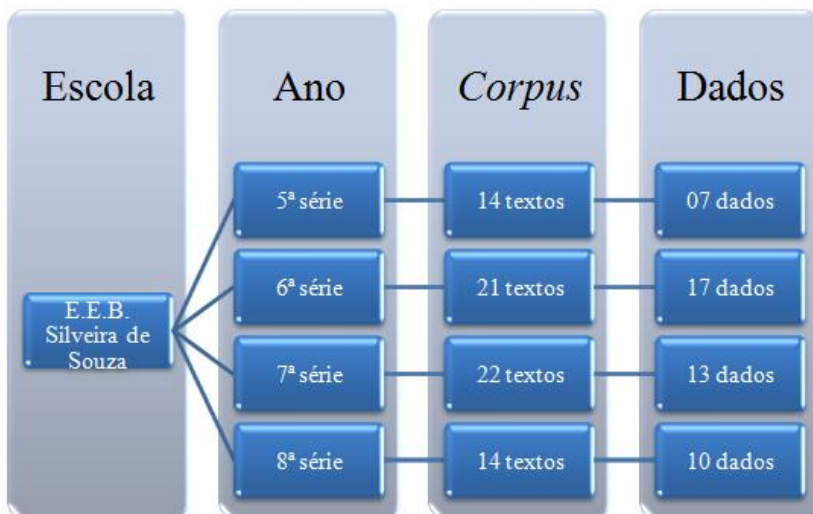 Escola
Ano
Corpus
Dados
E.E.B.
Silveira de
Souza
5ª série
14 textos
07 dados
6ª série
21 textos
17 dados
7ª série
22 textos
13 dados
8ª série
14 textos
10 dados